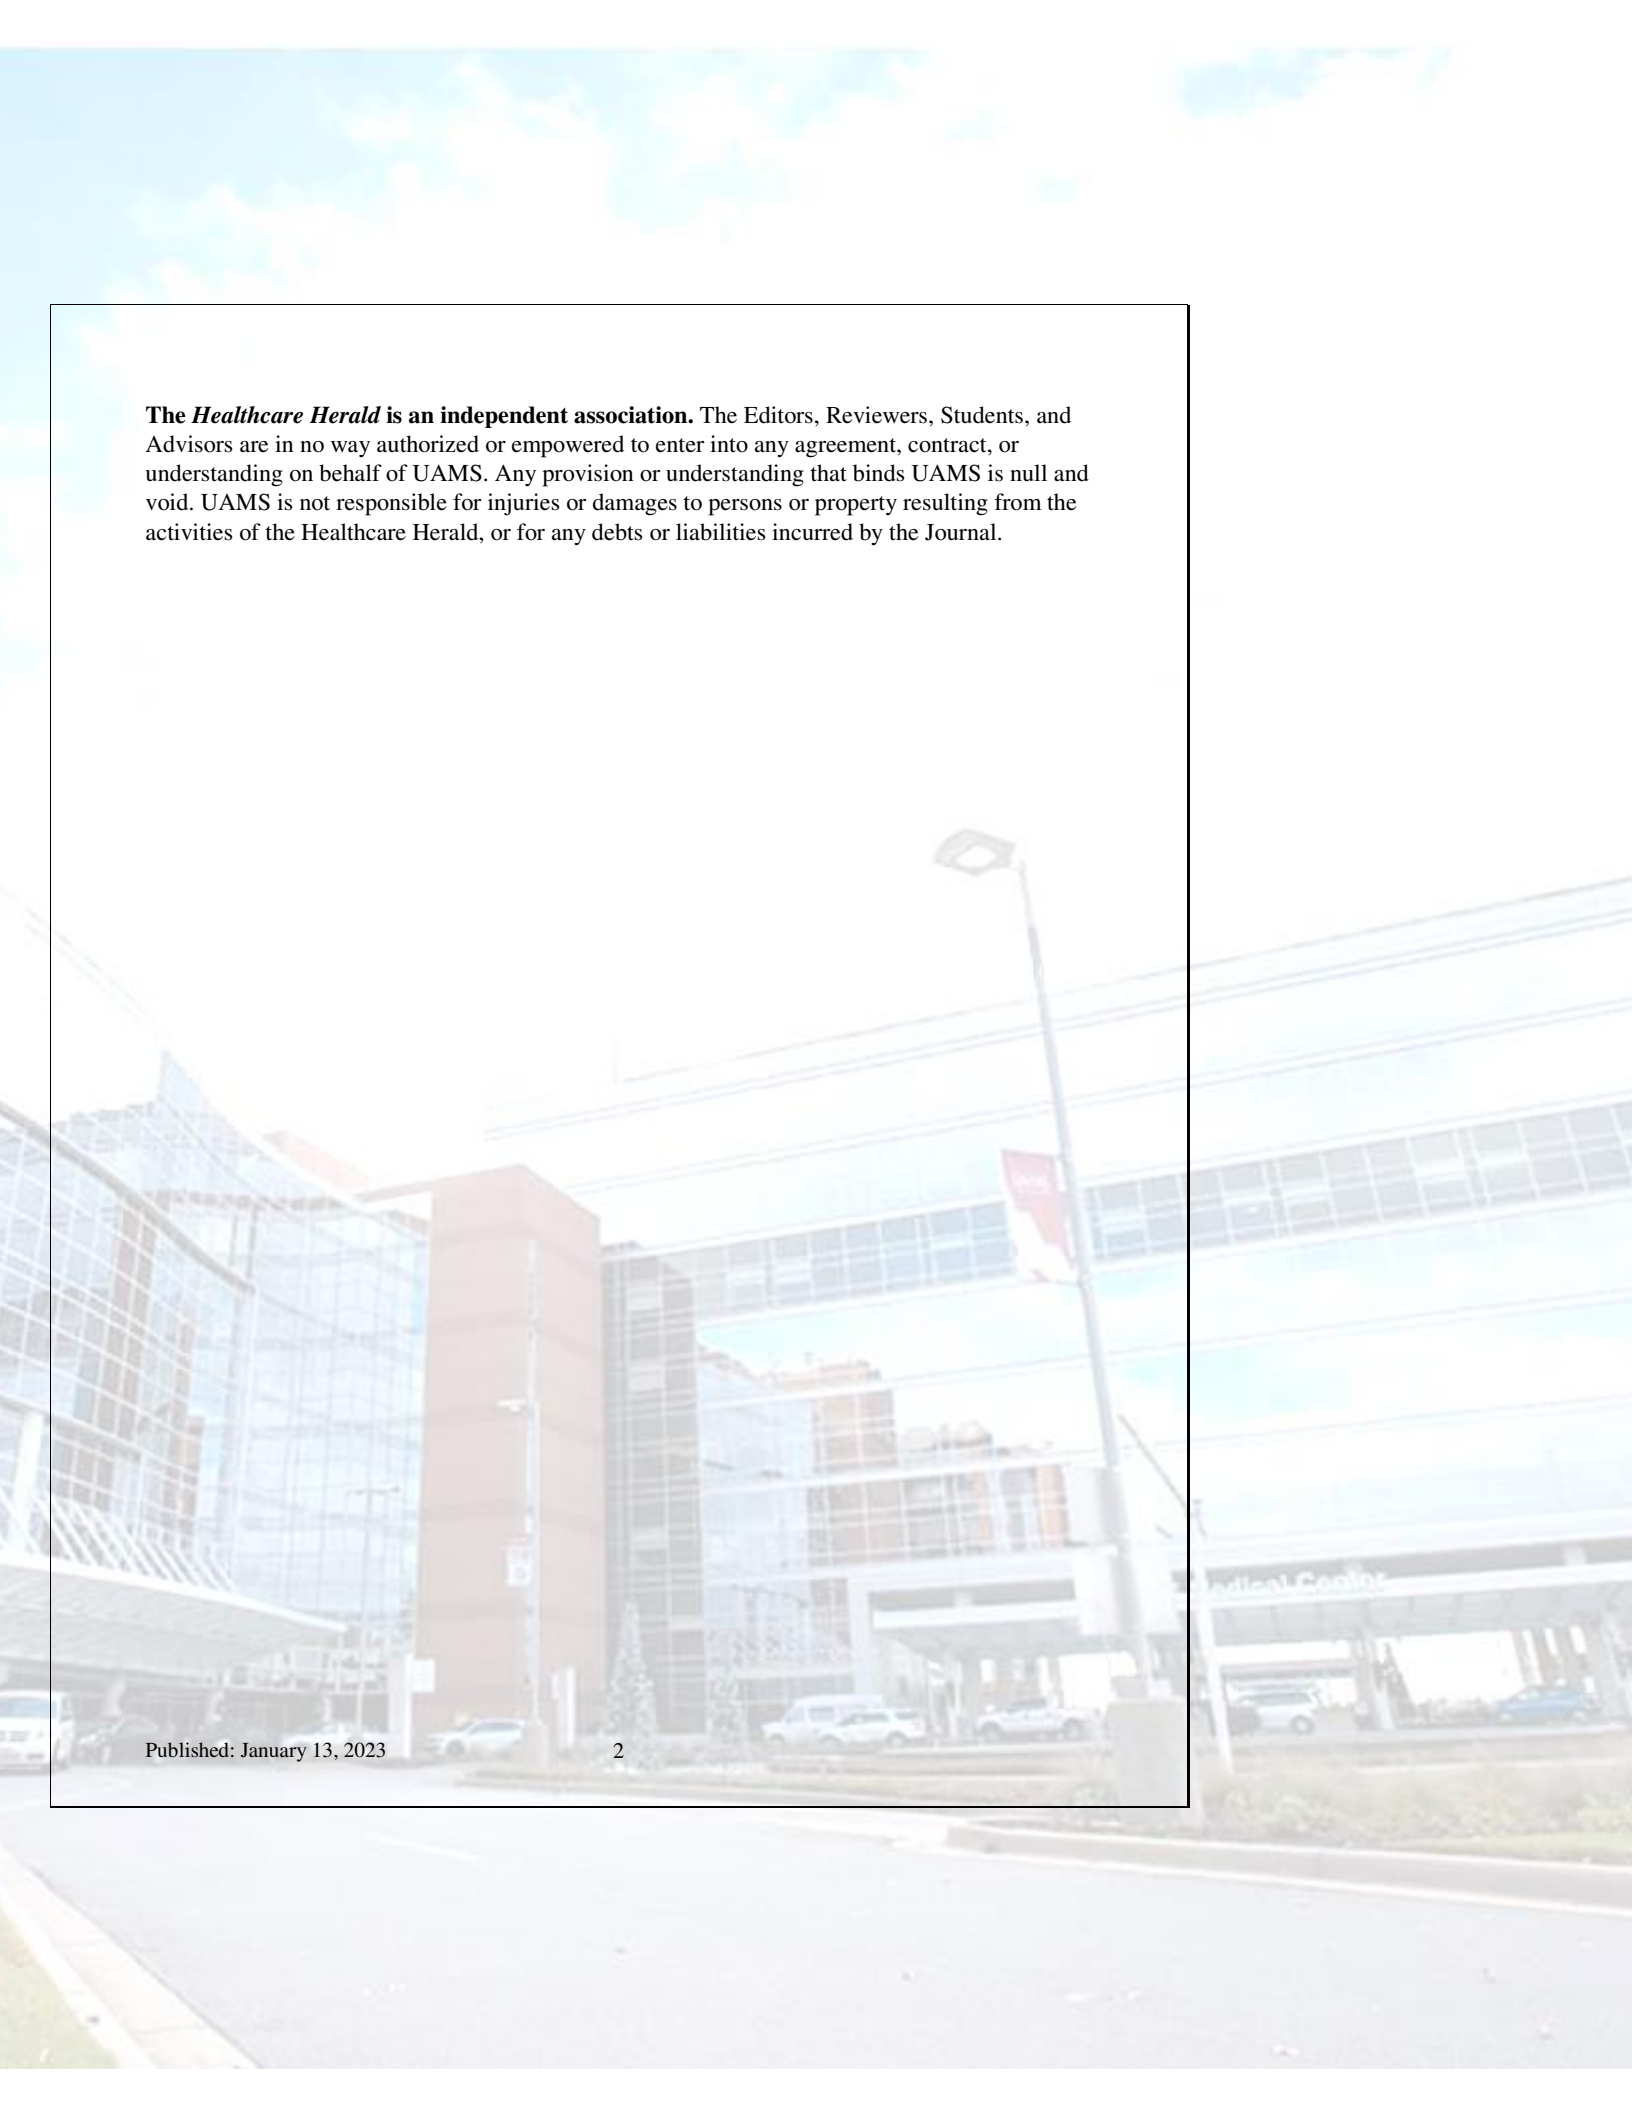 The Healthcare Herald is an independent association. The Editors, Reviewers, Students, and
Advisors are in no way authorized or empowered to enter into any agreement, contract, or
understanding on behalf of UAMS. Any provision or understanding that binds UAMS is null and
void. UAMS is not responsible for injuries or damages to persons or property resulting from the
activities of the Healthcare Herald, or for any debts or liabilities incurred by the Journal.
Medical Center
Published: January 13, 2023 2